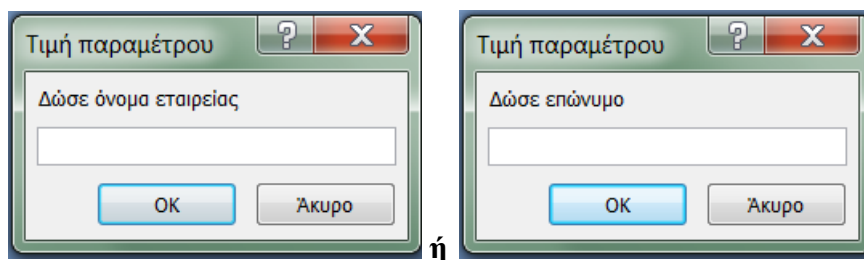 Τιμή παραμέτρου
Δώσε όνομα εταιρείας
OK
Άκυρο
ή
Τιμή παραμέτρου
Δώσε επώνυμο
OK
Άκυρο